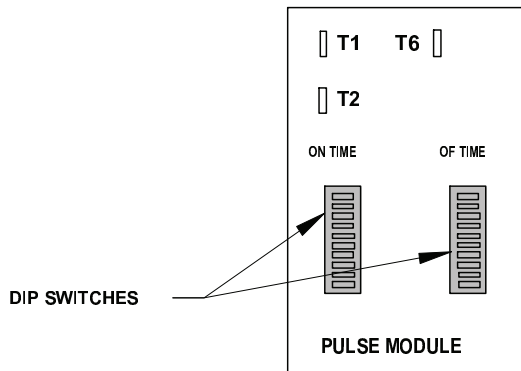 T1 T6
T2
ON TIME OF TIME
DIP SWITCHES
PULSE MODULE